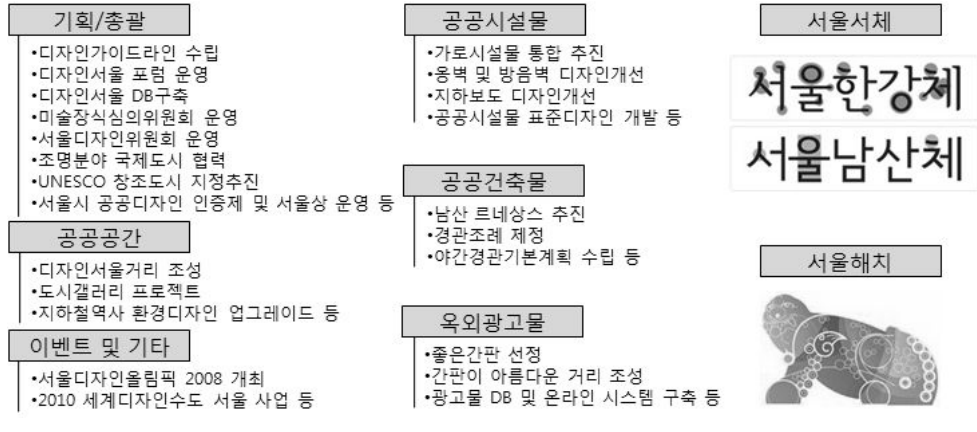 기획/총괄
•디자인가이드라인 수립
•디자인서울 포럼 운영
•디자인서울 DB구축
•미술장식심의위원회 운영
•서울디자인위원회 운영
•조명분야 국제도시 협력
•UNESCO 창조도시 지정추진
•서울시 공공디자인 인증제 및 서울상 운영 등
공공공간
•디자인서울거리 조성
•도시갤러리 프로젝트
•지하철역사 환경디자인 업그레이드 등
이벤트 및 기타
•서울디자인올림픽 2008 개최
•2010 세계디자인수도 서울 사업 등
공공시설물
•가로시설물 통합 추진
•옹벽 및 방음벽 디자인개선
•지하보도 디자인개선
•공공시설물 표준디자인 개발 등
공공건축물
•남산 르네상스 추진
•경관조례 제정
•야간경관기본계획 수립 등
옥외광고물
•좋은간판 선정
•간판이 아름다운 거리 조성
•광고물 DB 및 온라인 시스템 구축 등
서울서체
서울한강체
서울남산체
서울해치